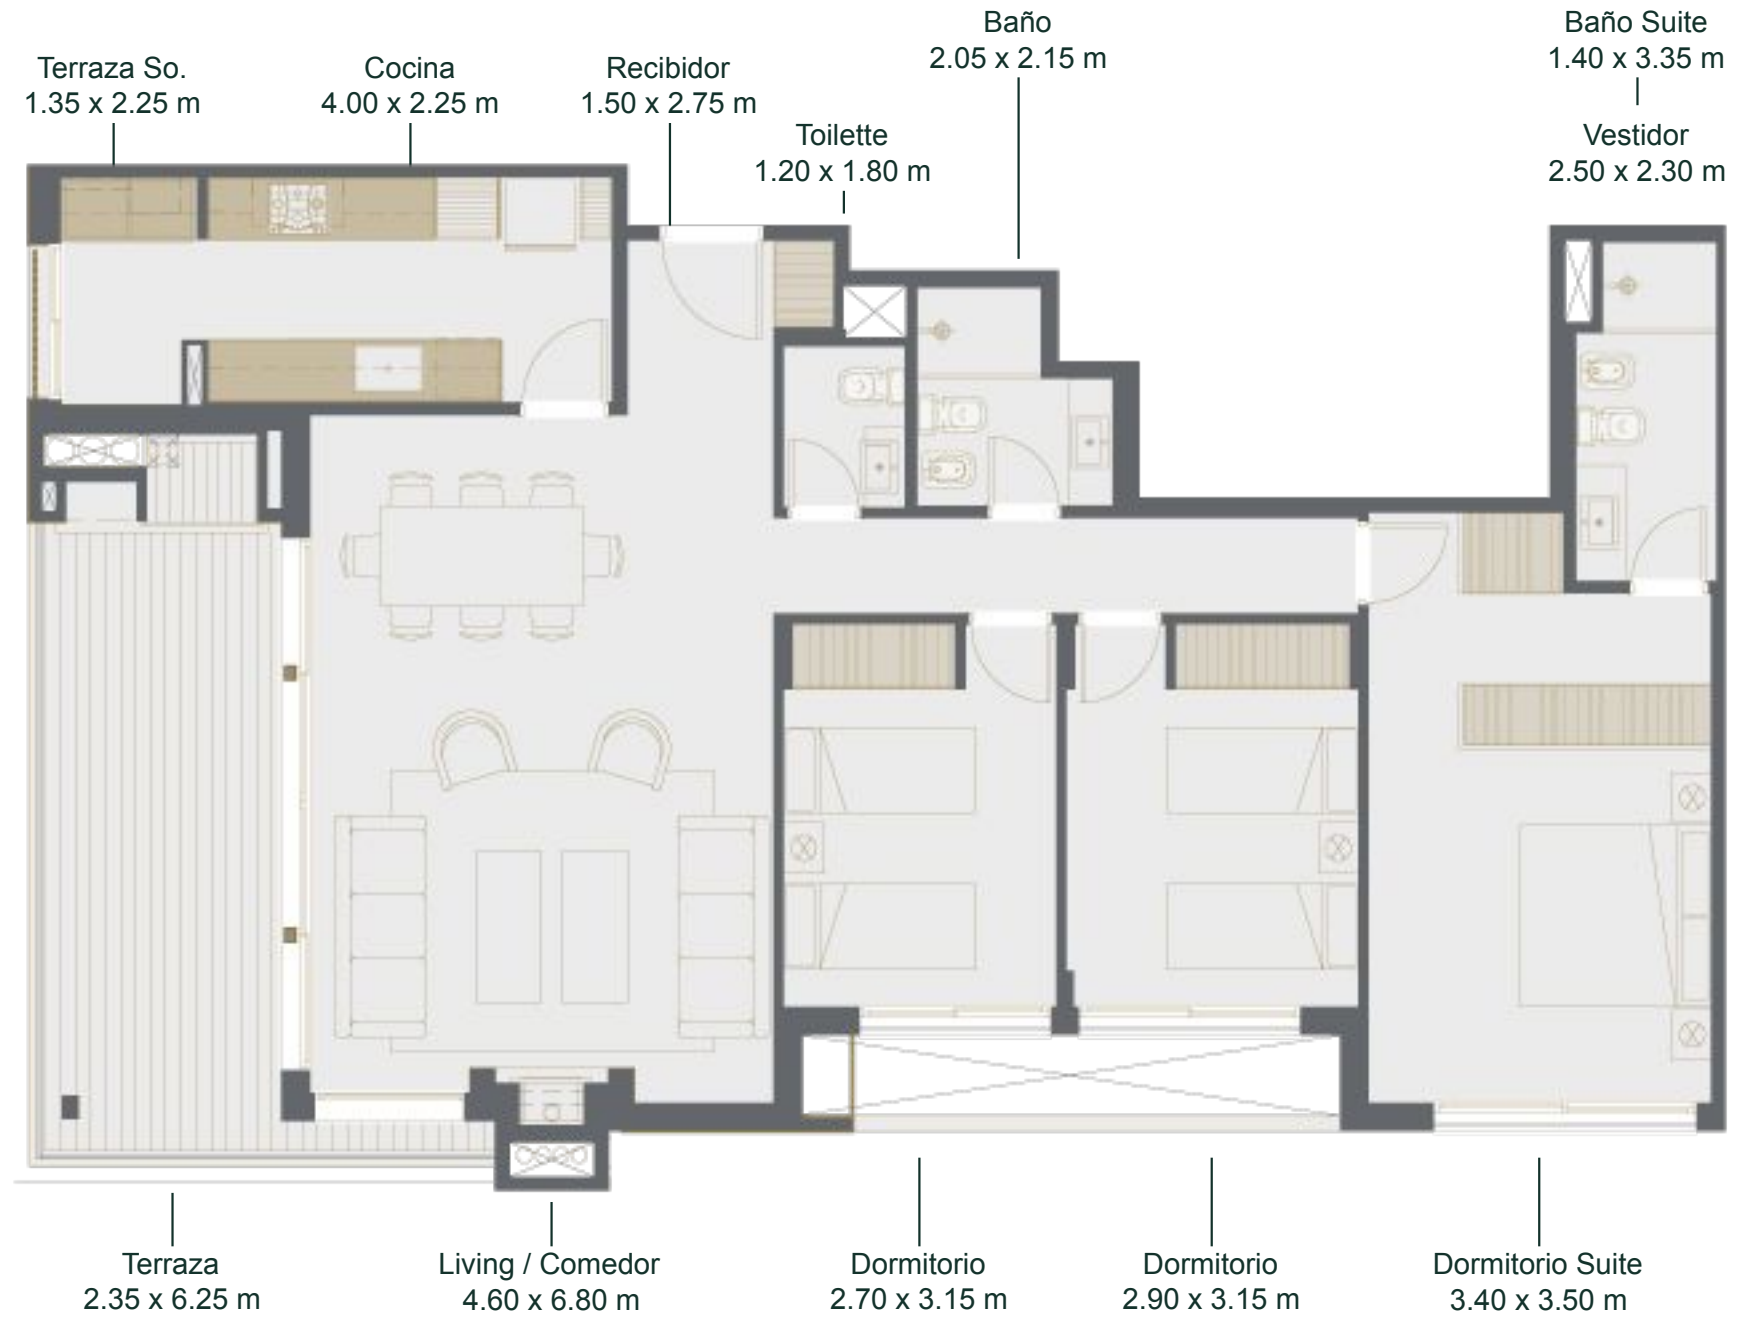 Terraza So.
1.35 x 2.25 m
Cocina
4.00 x 2.25 m
Recibidor
1.50 x 2.75 m
Toilette
1.20 x 1.80 m
Baño
2.05 x 2.15 m
Baño Suite
1.40 x 3.35 m
Vestidor
2.50 x 2.30 m
Terraza
2.35 x 6.25 m
Living / Comedor
4.60 x 6.80 m
Dormitorio
2.70 x 3.15 m
Dormitorio
2.90 x 3.15 m
Dormitorio Suite
3.40 x 3.50 m